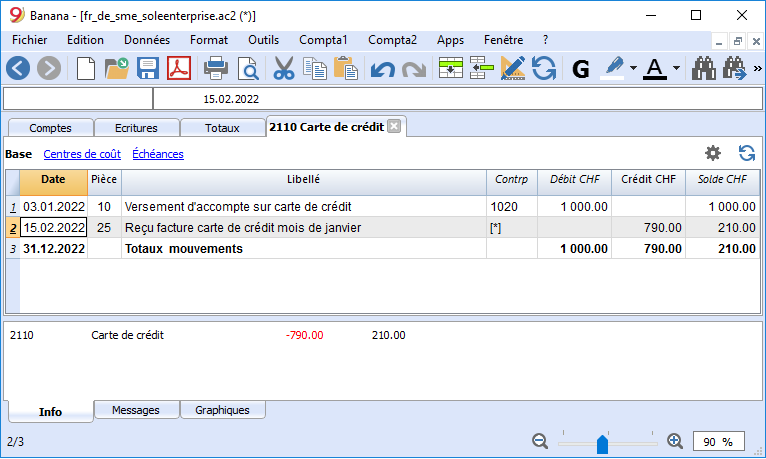 Banana - [fr_de_sme_soleenterprise.ac2 (*)]
Fichier Edition Données Format Outils Compta1 Compta2 Apps Fenêtre ?
G A »
15.02.2022
Comptes Ecritures Totaux 2110 Carte de crédit
Base Centres de coût Échéances
Date Pièce Libellé Contrp Débit CHF Crédit CHF Solde CHF
1 03.01.2022 10 Versement d'accompte sur carte de crédit 1020 1 000.00 1 000.00
2 15.02.2022 25 Reçu facture carte de crédit mois de janvier [*] 790.00 210.00
3 31.12.2022 Totaux mouvements 1 000.00 790.00 210.00
2110 Carte de crédit -790.00 210.00
Info Messages Graphiques
2/3 90 %